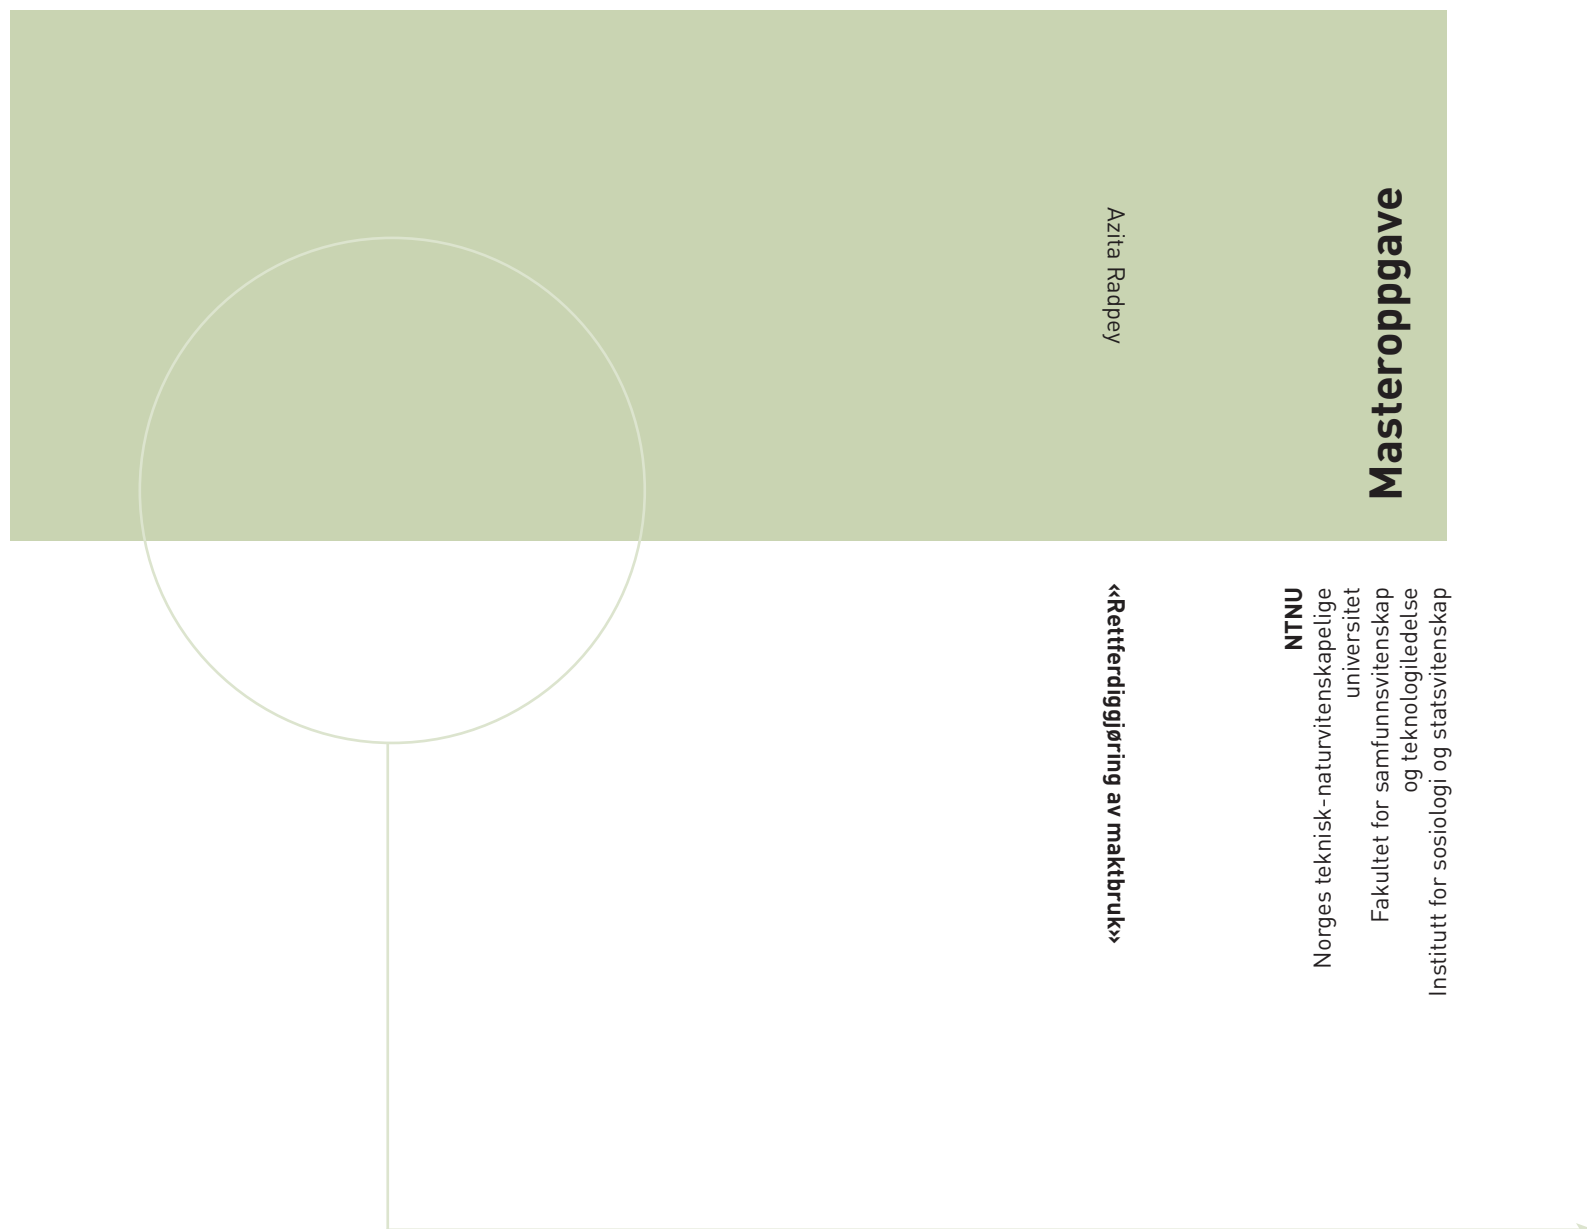 Azita Radpey
«Rettferdiggjøring av maktbruk»
Masteroppgave
NTNU
Norges teknisk-naturvitenskapelige
universitet
Fakultet for samfunnsvitenskap
og teknologiledelse
Institutt for sosiologi og statsvitenskap